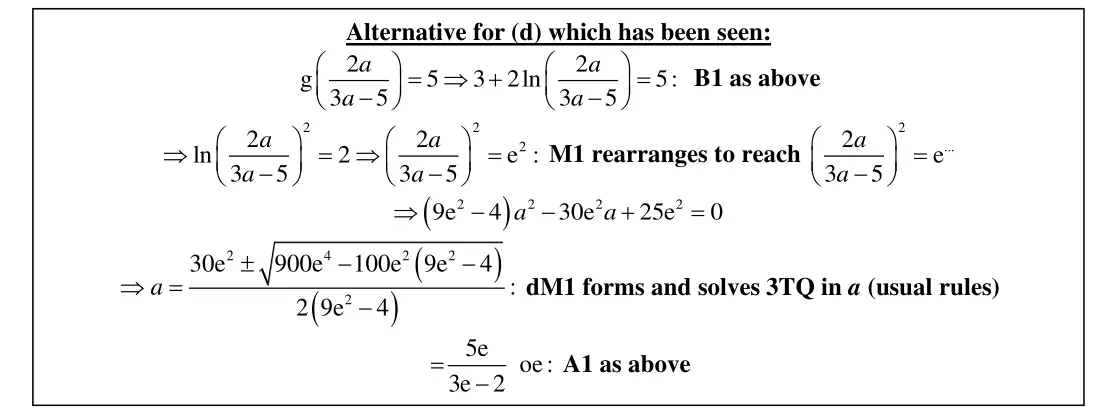 Alternative for (d) which has been seen:
g(2a/(3a − 5)) = 5 ⇒ 3 + 2ln(2a/(3a − 5)) = 5 : B1 as above
⇒ ln(2a/(3a − 5))² = 2 ⇒ (2a/(3a − 5))² = e² : M1 rearranges to reach (2a/(3a − 5))² = e^...
⇒ (9e² − 4)a² − 30e²a + 25e² = 0
⇒ a = (30e² ± √(900e⁴ − 100e²(9e² − 4)))/(2(9e² − 4)) : dM1 forms and solves 3TQ in a (usual rules)
= 5e/(3e − 2) oe : A1 as above